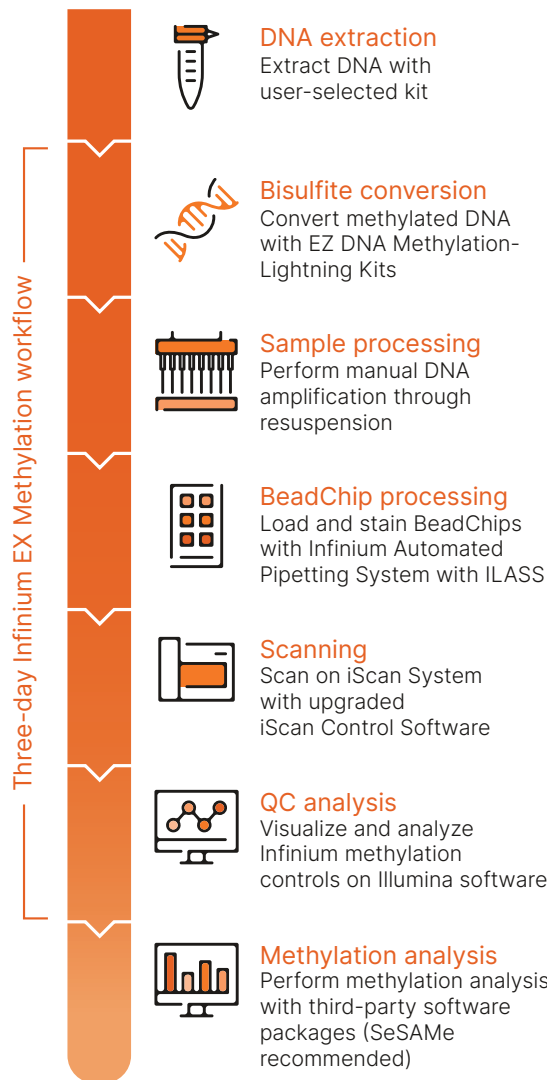 DNA extraction
Extract DNA with
user-selected kit
Three-day Infinium EX Methylation workflow
Bisulfite conversion
Convert methylated DNA
with EZ DNA Methylation-
Lightning Kits
Sample processing
Perform manual DNA
amplification through
resuspension
BeadChip processing
Load and stain BeadChips
with Infinium Automated
Pipetting System with ILASS
Scanning
Scan on iScan System
with upgraded
iScan Control Software
QC analysis
Visualize and analyze
Infinium methylation
controls on Illumina software
Methylation analysis
Perform methylation analysis
with third-party software
packages (SeSAMe
recommended)